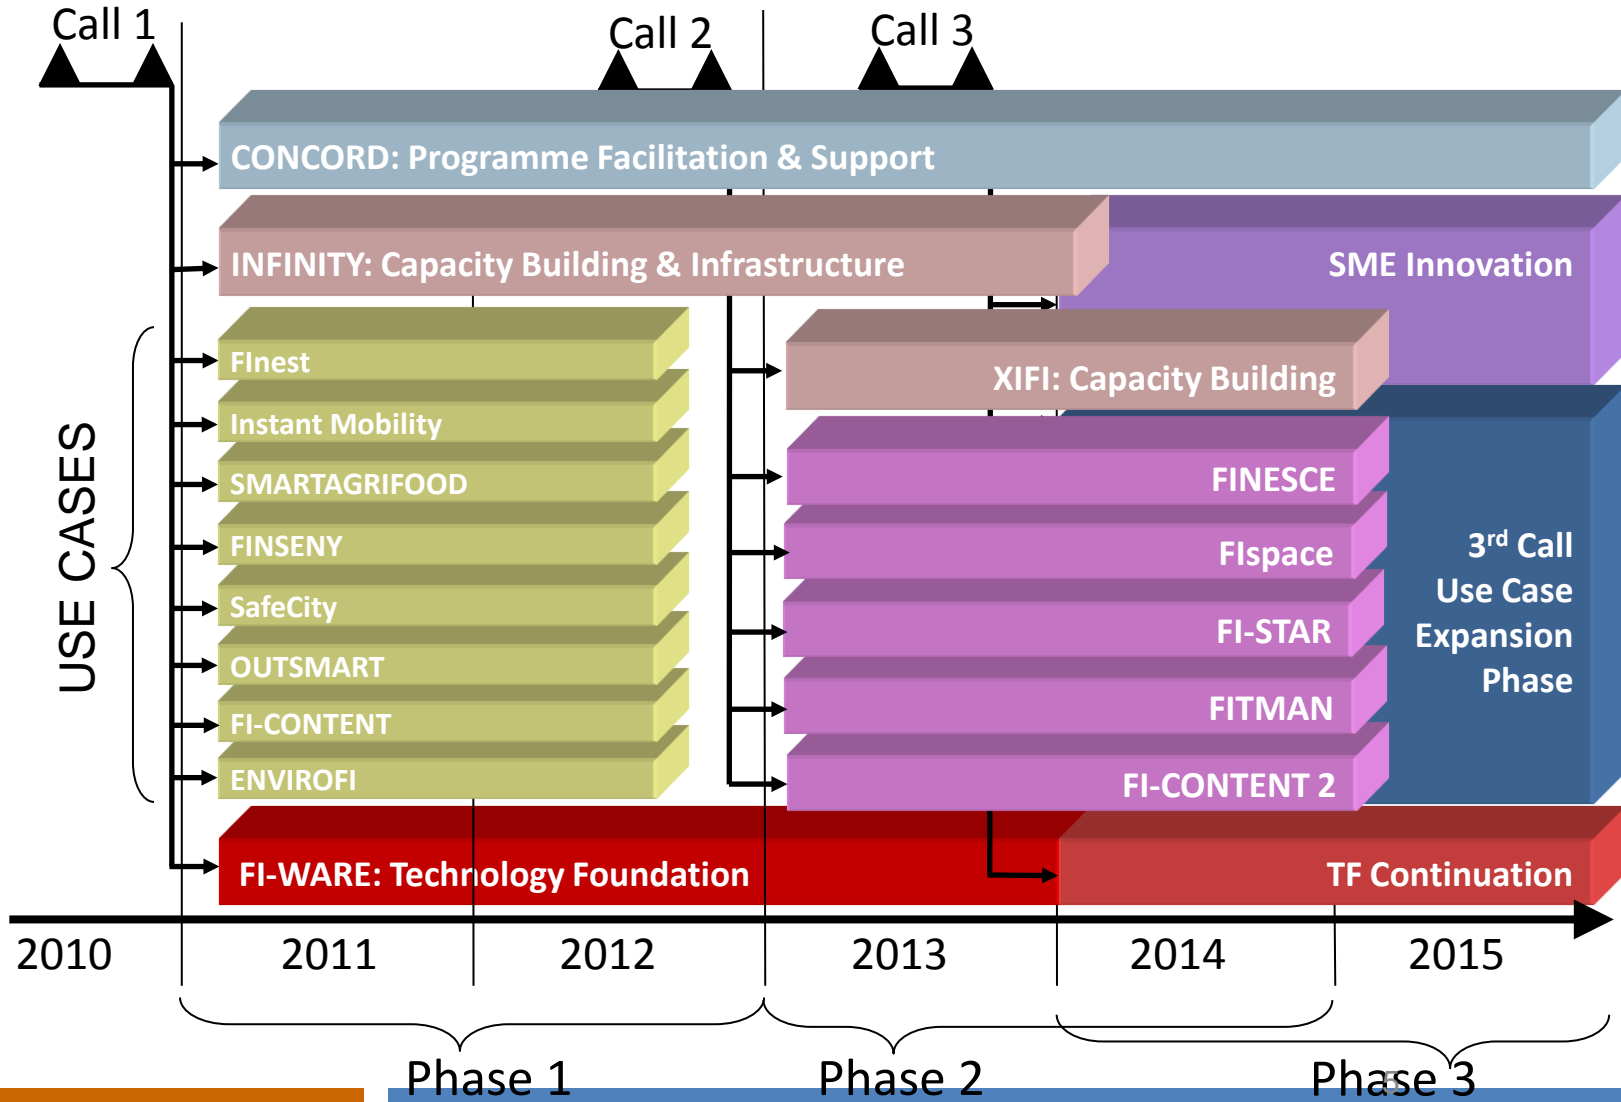 Call 1
Call 2
Call 3
CONCORD: Programme Facilitation & Support
INFINITY: Capacity Building & Infrastructure
SME Innovation
USE CASES
FInest
Instant Mobility
SMARTAGRIFOOD
FINSENY
SafeCity
OUTSMART
FI-CONTENT
ENVIROFI
XIFI: Capacity Building
FINESCE
FIspace
FI-STAR
FITMAN
FI-CONTENT 2
3rd Call
Use Case
Expansion
Phase
FI-WARE: Technology Foundation
TF Continuation
2010
2011
2012
2013
2014
2015
Phase 1
Phase 2
Phase 3
5